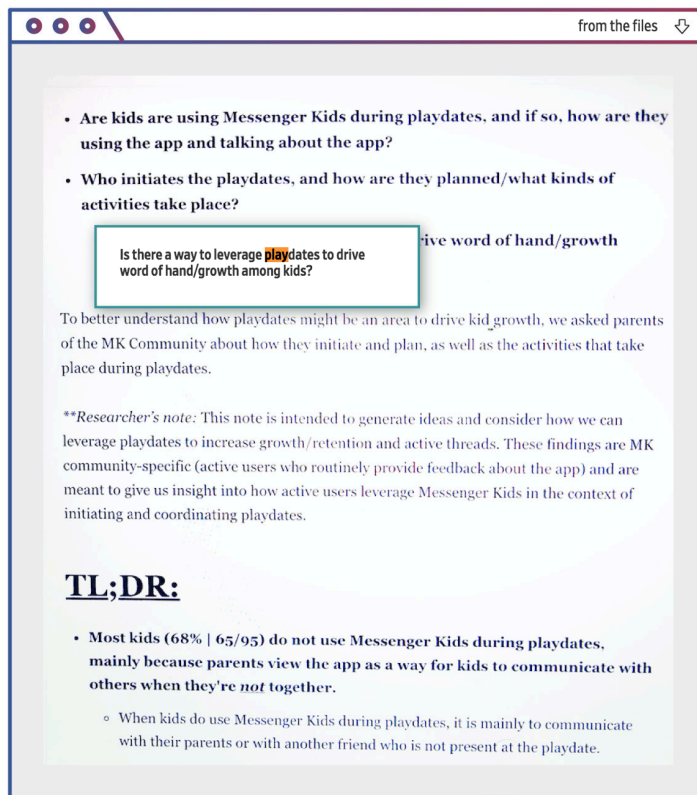 from the files
• Are kids are using Messenger Kids during playdates, and if so, how are they
using the app and talking about the app?
• Who initiates the playdates, and how are they planned/what kinds of
activities take place?
rive word of hand/growth
Is there a way to leverage playdates to drive
word of hand/growth among kids?
To better understand how playdates might be an area to drive kid growth, we asked parents
of the MK Community about how they initiate and plan, as well as the activities that take
place during playdates.
**Researcher's note: This note is intended to generate ideas and consider how we can
leverage playdates to increase growth/retention and active threads. These findings are MK
community-specific (active users who routinely provide feedback about the app) and are
meant to give us insight into how active users leverage Messenger Kids in the context of
initiating and coordinating playdates.
TL;DR:
• Most kids (68% | 65/95) do not use Messenger Kids during playdates,
mainly because parents view the app as a way for kids to communicate with
others when they're not together.
◦ When kids do use Messenger Kids during playdates, it is mainly to communicate
with their parents or with another friend who is not present at the playdate.